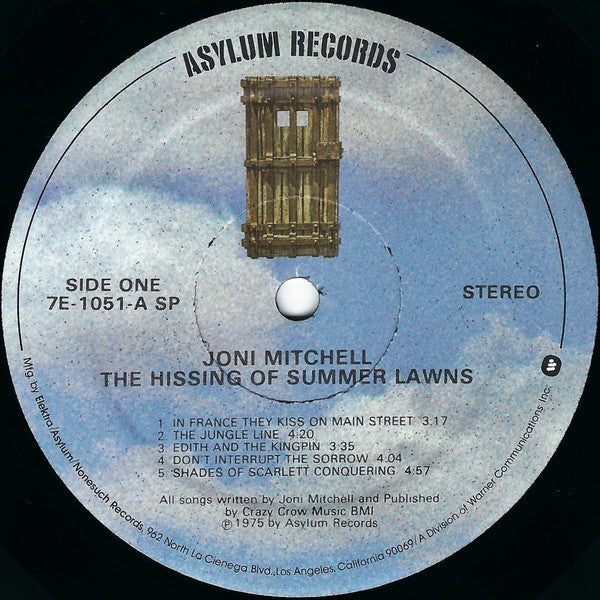 ASYLUM RECORDS
SIDE ONE
7E-1051-A SP
STEREO
JONI MITCHELL
THE HISSING OF SUMMER LAWNS
1 IN FRANCE THEY KISS ON MAIN STREET 3:17
2 THE JUNGLE LINE 4:20
3 EDITH AND THE KINGPIN 3:35
4 DON'T INTERRUPT THE SORROW 4:04
5 SHADES OF SCARLETT CONQUERING 4:57
All songs written by Joni Mitchell and Published
by Crazy Crow Music BMI
℗ 1975 by Asylum Records
Mfg. by Elektra/Asylum/Nonesuch Records, 962 North La Cienega Blvd., Los Angeles, California 90069/A Division of Warner Communications Inc.